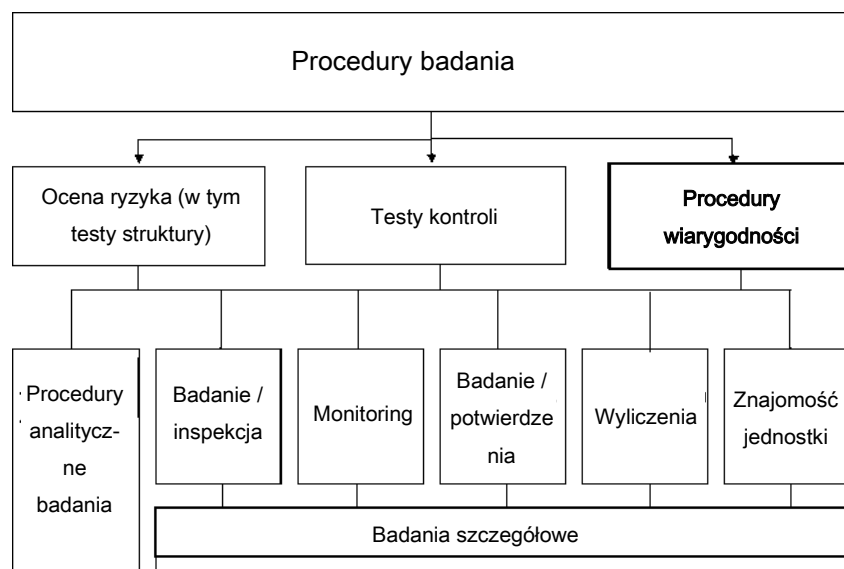 Procedury badania
Ocena ryzyka (w tym
testy struktury)
Testy kontroli
Procedury
wiarygodności
Procedury
analitycz-
ne
badania
Badanie /
inspekcja
Monitoring
Badanie /
potwierdze
nia
Wyliczenia
Znajomość
jednostki
Badania szczegółowe